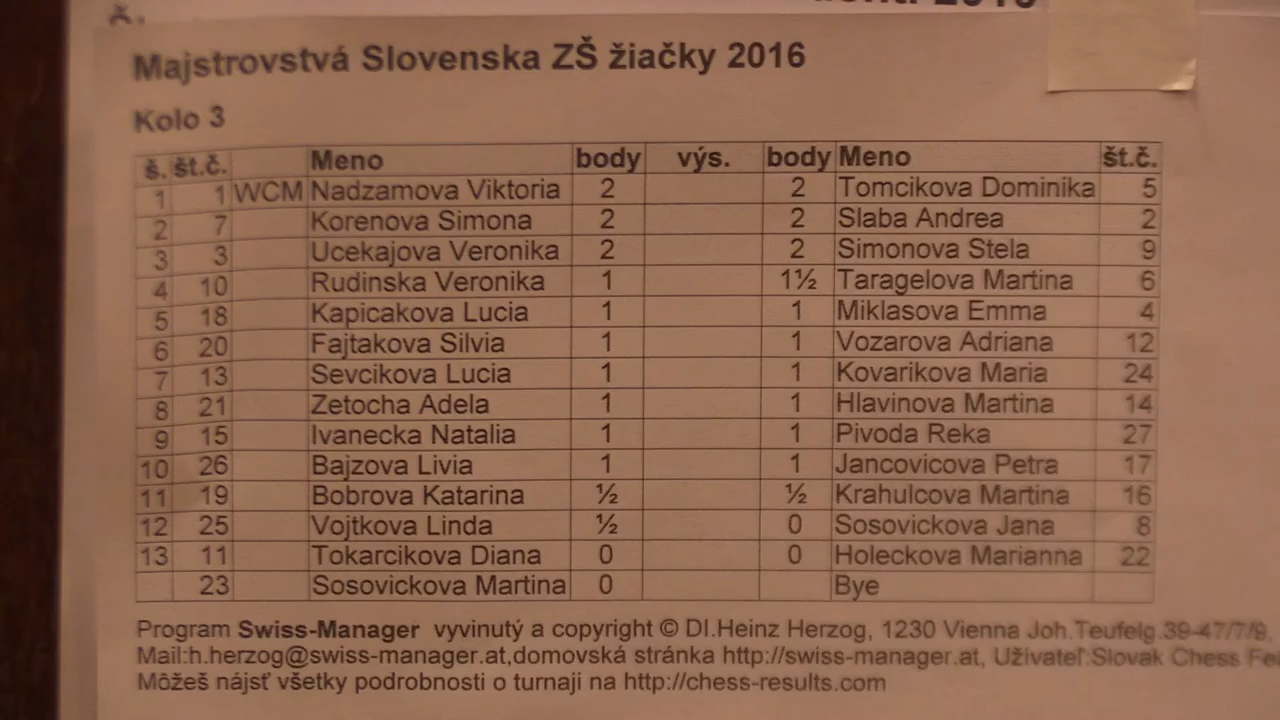 Majstrovstvá Slovenska ZŠ žiačky 2016
Kolo 3
š. št.č. Meno body výs. body Meno št.č.
1 1 WCM Nadzamova Viktoria 2 2 Tomcikova Dominika 5
2 7 Korenova Simona 2 2 Slaba Andrea 2
3 3 Ucekajova Veronika 2 2 Simonova Stela 9
4 10 Rudinska Veronika 1 1½ Taragelova Martina 6
5 18 Kapicakova Lucia 1 1 Miklasova Emma 4
6 20 Fajtakova Silvia 1 1 Vozarova Adriana 12
7 13 Sevcikova Lucia 1 1 Kovarikova Maria 24
8 21 Zetocha Adela 1 1 Hlavinova Martina 14
9 15 Ivanecka Natalia 1 1 Pivoda Reka 27
10 26 Bajzova Livia 1 1 Jancovicova Petra 17
11 19 Bobrova Katarina ½ ½ Krahulcova Martina 16
12 25 Vojtkova Linda ½ 0 Sosovickova Jana 8
13 11 Tokarcikova Diana 0 0 Holeckova Marianna 22
23 Sosovickova Martina 0 Bye
Program Swiss-Manager vyvinutý a copyright © DI.Heinz Herzog, 1230 Vienna Joh.Teufelg.39-47/7/9,
Mail:h.herzog@swiss-manager.at,domovská stránka http://swiss-manager.at, Užívateľ:Slovak Chess Fe
Môžeš nájsť všetky podrobnosti o turnaji na http://chess-results.com